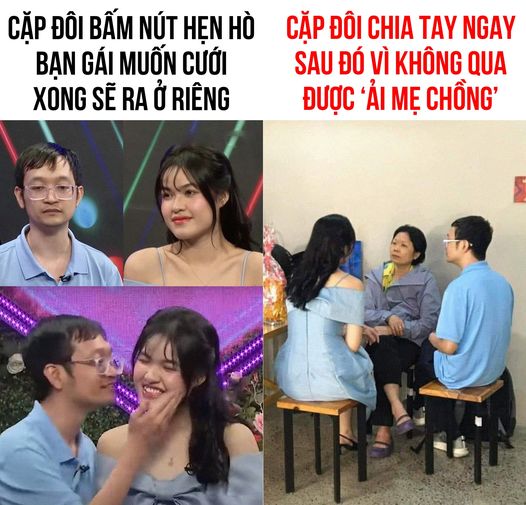 CẶP ĐÔI BẤM NÚT HẸN HÒ
BẠN GÁI MUỐN CƯỚI
XONG SẼ RA Ở RIÊNG
CẶP ĐÔI CHIA TAY NGAY
SAU ĐÓ VÌ KHÔNG QUA
ĐƯỢC ‘ẢI MẸ CHỒNG’